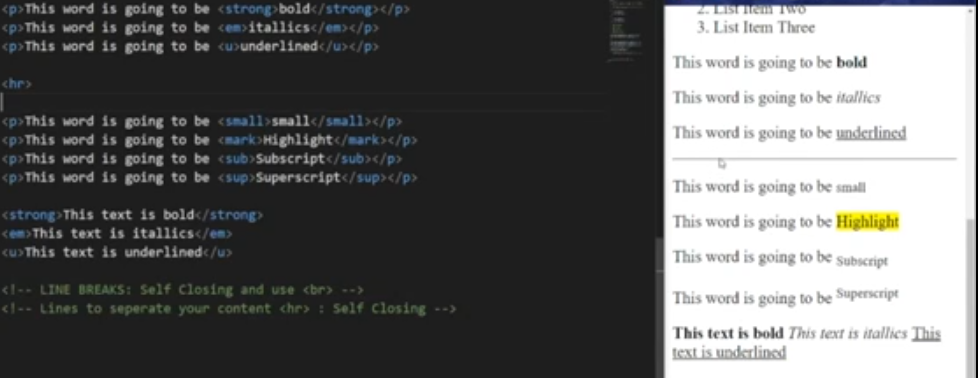 <p>This word is going to be <strong>bold</strong></p>
<p>This word is going to be <em>itallics</em></p>
<p>This word is going to be <u>underlined</u></p>
<hr>
<p>This word is going to be <small>small</small></p>
<p>This word is going to be <mark>Highlight</mark></p>
<p>This word is going to be <sub>Subscript</sub></p>
<p>This word is going to be <sup>Superscript</sup></p>
<strong>This text is bold</strong>
<em>This text is itallics</em>
<u>This text is underlined</u>
<!-- LINE BREAKS: Self Closing and use <br> -->
<!-- Lines to seperate your content <hr> : Self Closing -->
2. List Item Two
3. List Item Three
This word is going to be bold
This word is going to be itallics
This word is going to be underlined
This word is going to be small
This word is going to be Highlight
This word is going to be Subscript
This word is going to be Superscript
This text is bold This text is itallics This
text is underlined